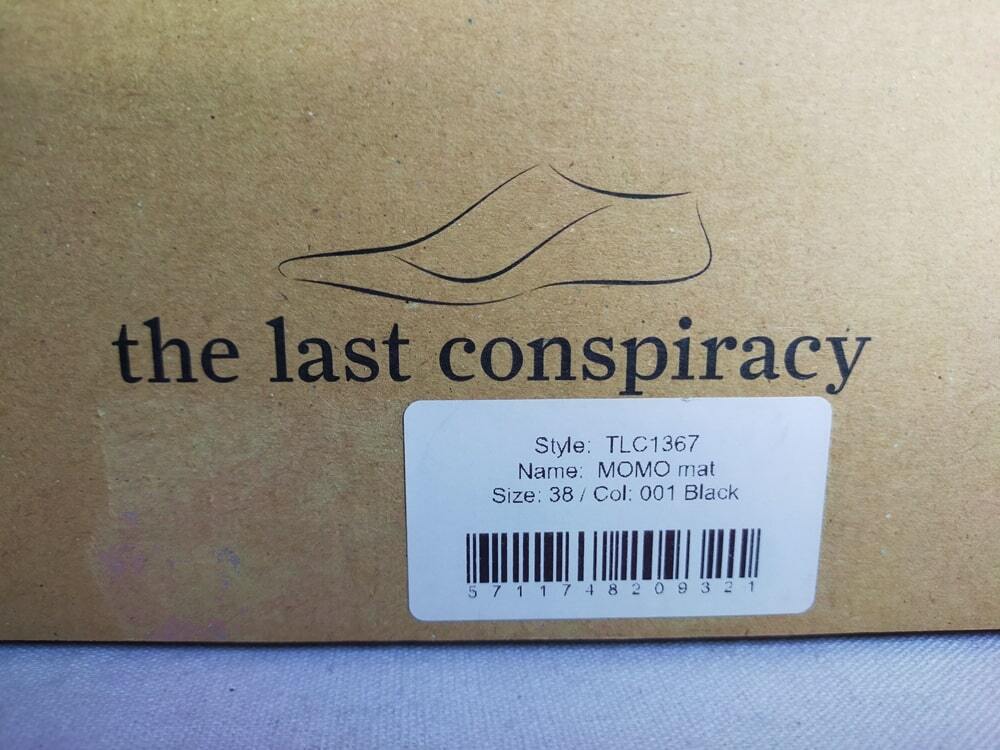 the last conspiracy
Style: TLC1367
Name: MOMO mat
Size: 38 / Col: 001 Black
5711748209321